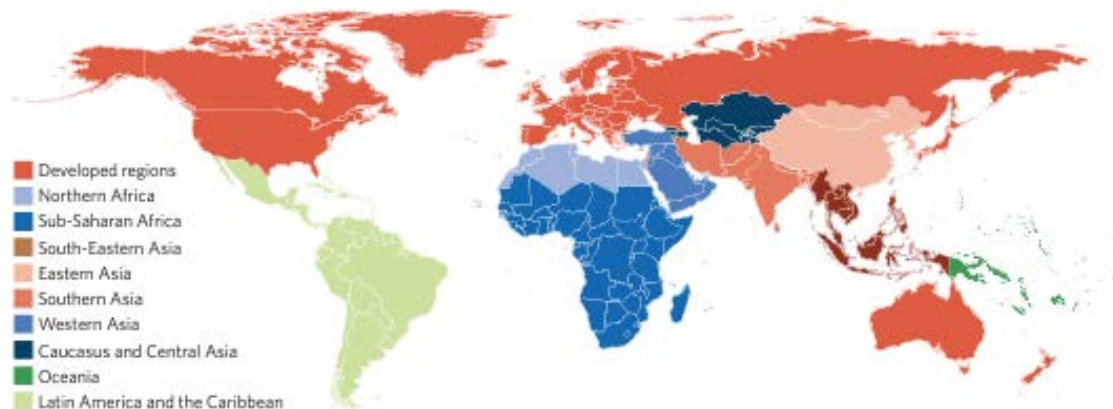 Developed regions
Northern Africa
Sub-Saharan Africa
South-Eastern Asia
Eastern Asia
Southern Asia
Western Asia
Caucasus and Central Asia
Oceania
Latin America and the Caribbean